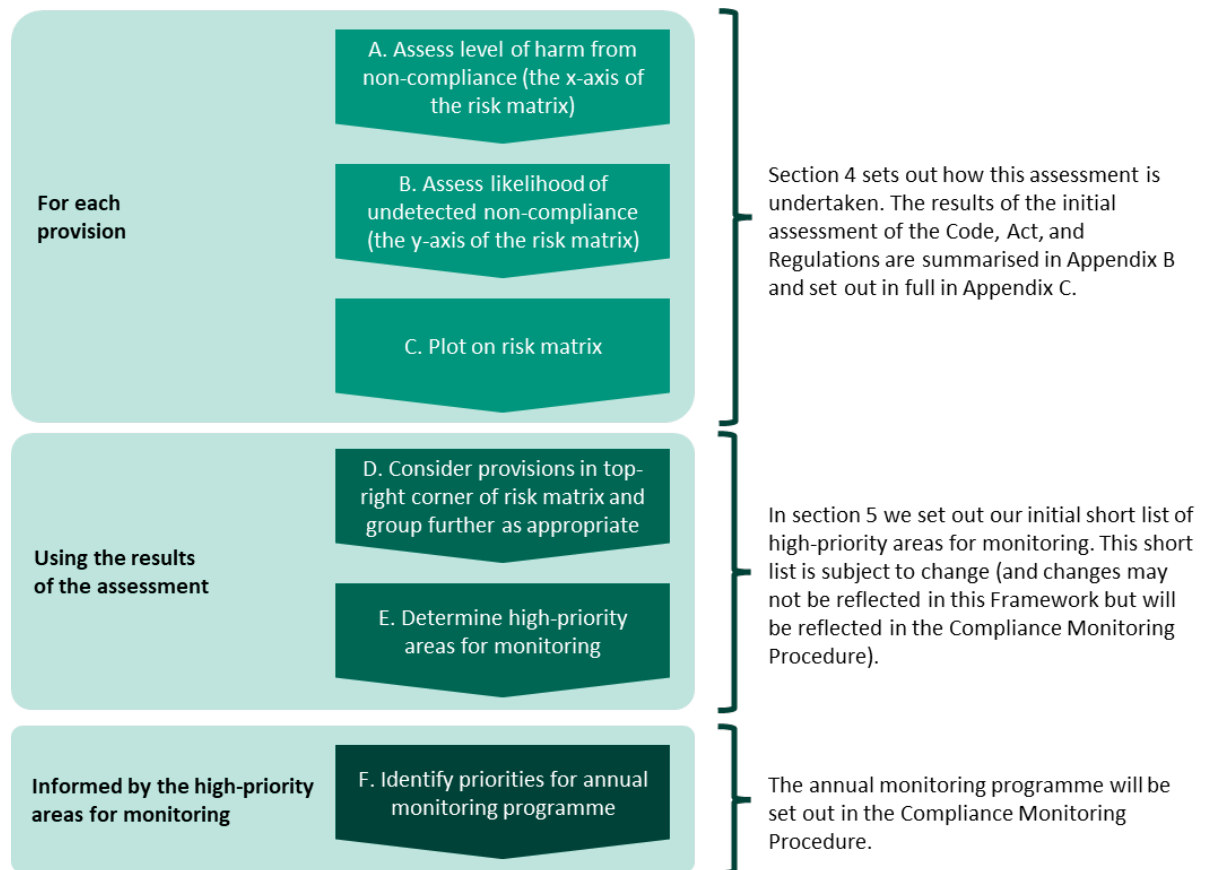 For each
provision
A. Assess level of harm from
non-compliance (the x-axis of
the risk matrix)
B. Assess likelihood of
undetected non-compliance
(the y-axis of the risk matrix)
C. Plot on risk matrix
Section 4 sets out how this assessment is
undertaken. The results of the initial
assessment of the Code, Act, and
Regulations are summarised in Appendix B
and set out in full in Appendix C.
Using the results
of the assessment
D. Consider provisions in top-
right corner of risk matrix and
group further as appropriate
E. Determine high-priority
areas for monitoring
In section 5 we set out our initial short list of
high-priority areas for monitoring. This short
list is subject to change (and changes may
not be reflected in this Framework but will
be reflected in the Compliance Monitoring
Procedure).
Informed by the high-priority
areas for monitoring
F. Identify priorities for annual
monitoring programme
The annual monitoring programme will be
set out in the Compliance Monitoring
Procedure.